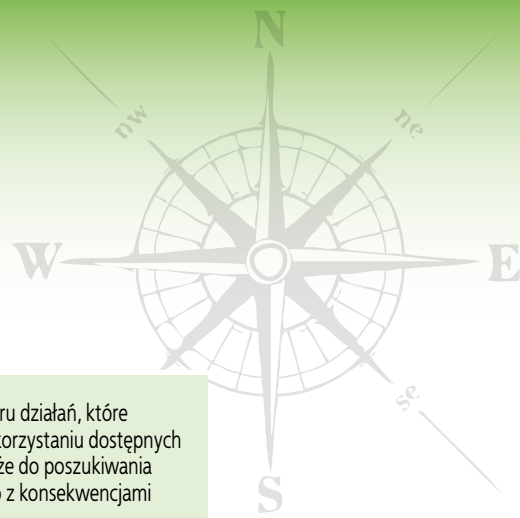 N
nw
ne
W
E
se
S
ru działań, które
korzystaniu dostępnych
że do poszukiwania
o z konsekwencjami